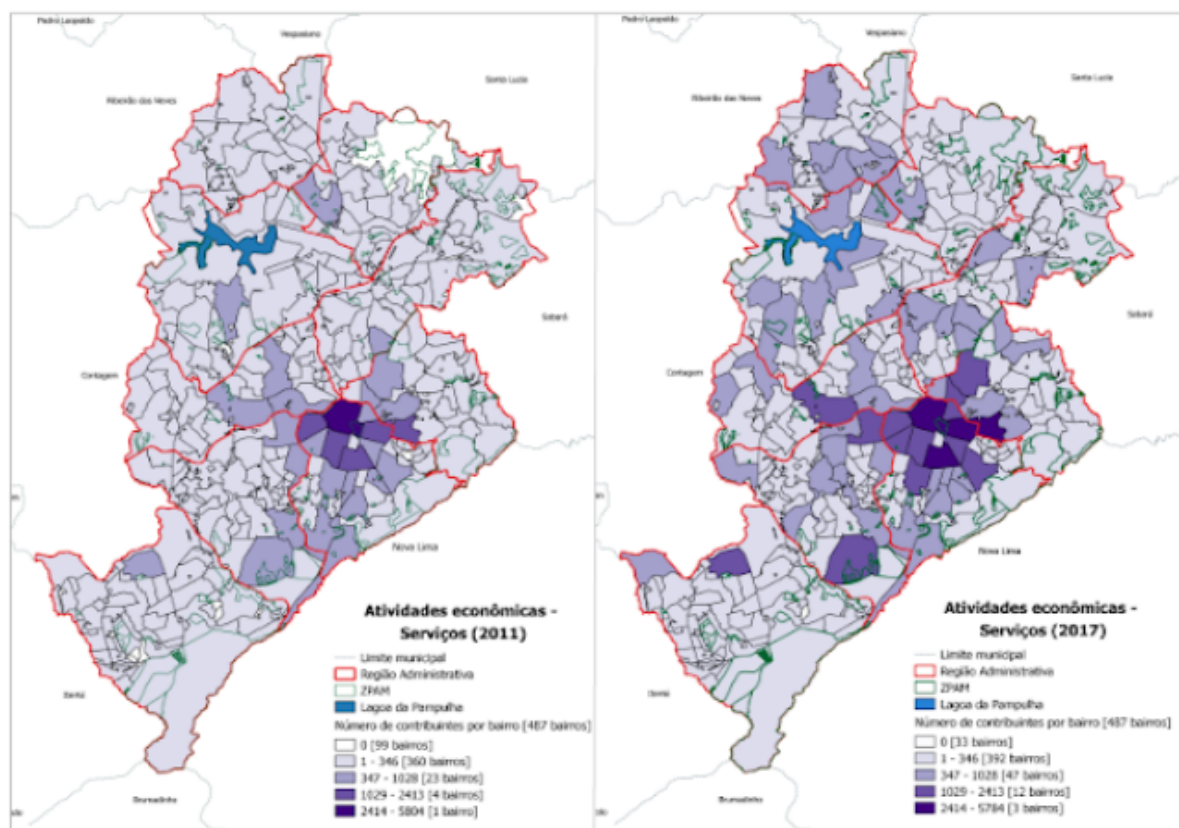 Pedro Leopoldo
Vespasiano
Santa Luzia
Ribeirão das Neves
Sabará
Contagem
Nova Lima
Ibirité
Brumadinho
Atividades econômicas -
Serviços (2011)
Limite municipal
Região Administrativa
ZPAM
Lagoa da Pampulha
Número de contribuintes por bairro [487 bairros]
0 [99 bairros]
1 - 346 [360 bairros]
347 - 1028 [23 bairros]
1029 - 2413 [4 bairros]
2414 - 5804 [1 bairro]
Pedro Leopoldo
Vespasiano
Santa Luzia
Ribeirão das Neves
Sabará
Contagem
Nova Lima
Ibirité
Brumadinho
Atividades econômicas -
Serviços (2017)
Limite municipal
Região Administrativa
ZPAM
Lagoa da Pampulha
Número de contribuintes por bairro [487 bairros]
0 [33 bairros]
1 - 346 [392 bairros]
347 - 1028 [47 bairros]
1029 - 2413 [12 bairros]
2414 - 5784 [3 bairros]